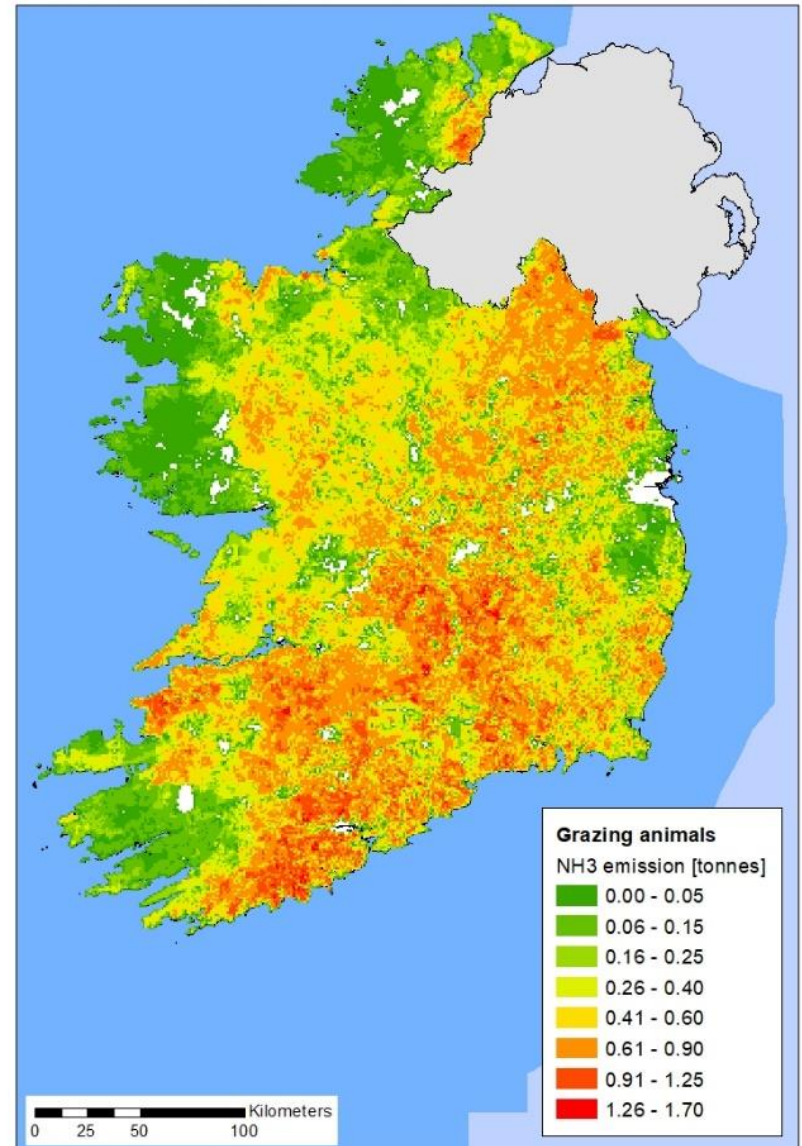 Grazing animals
NH3 emission [tonnes]
0.00 - 0.05
0.06 - 0.15
0.16 - 0.25
0.26 - 0.40
0.41 - 0.60
0.61 - 0.90
0.91 - 1.25
1.26 - 1.70
Kilometers
0 25 50 100